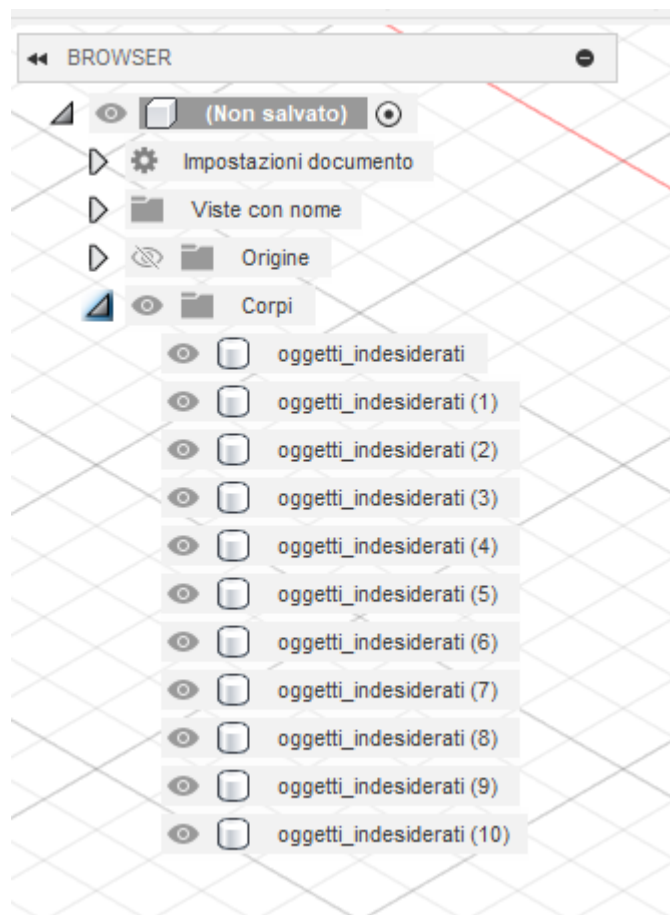 BROWSER
(Non salvato)
Impostazioni documento
Viste con nome
Origine
Corpi
oggetti_indesiderati
oggetti_indesiderati (1)
oggetti_indesiderati (2)
oggetti_indesiderati (3)
oggetti_indesiderati (4)
oggetti_indesiderati (5)
oggetti_indesiderati (6)
oggetti_indesiderati (7)
oggetti_indesiderati (8)
oggetti_indesiderati (9)
oggetti_indesiderati (10)